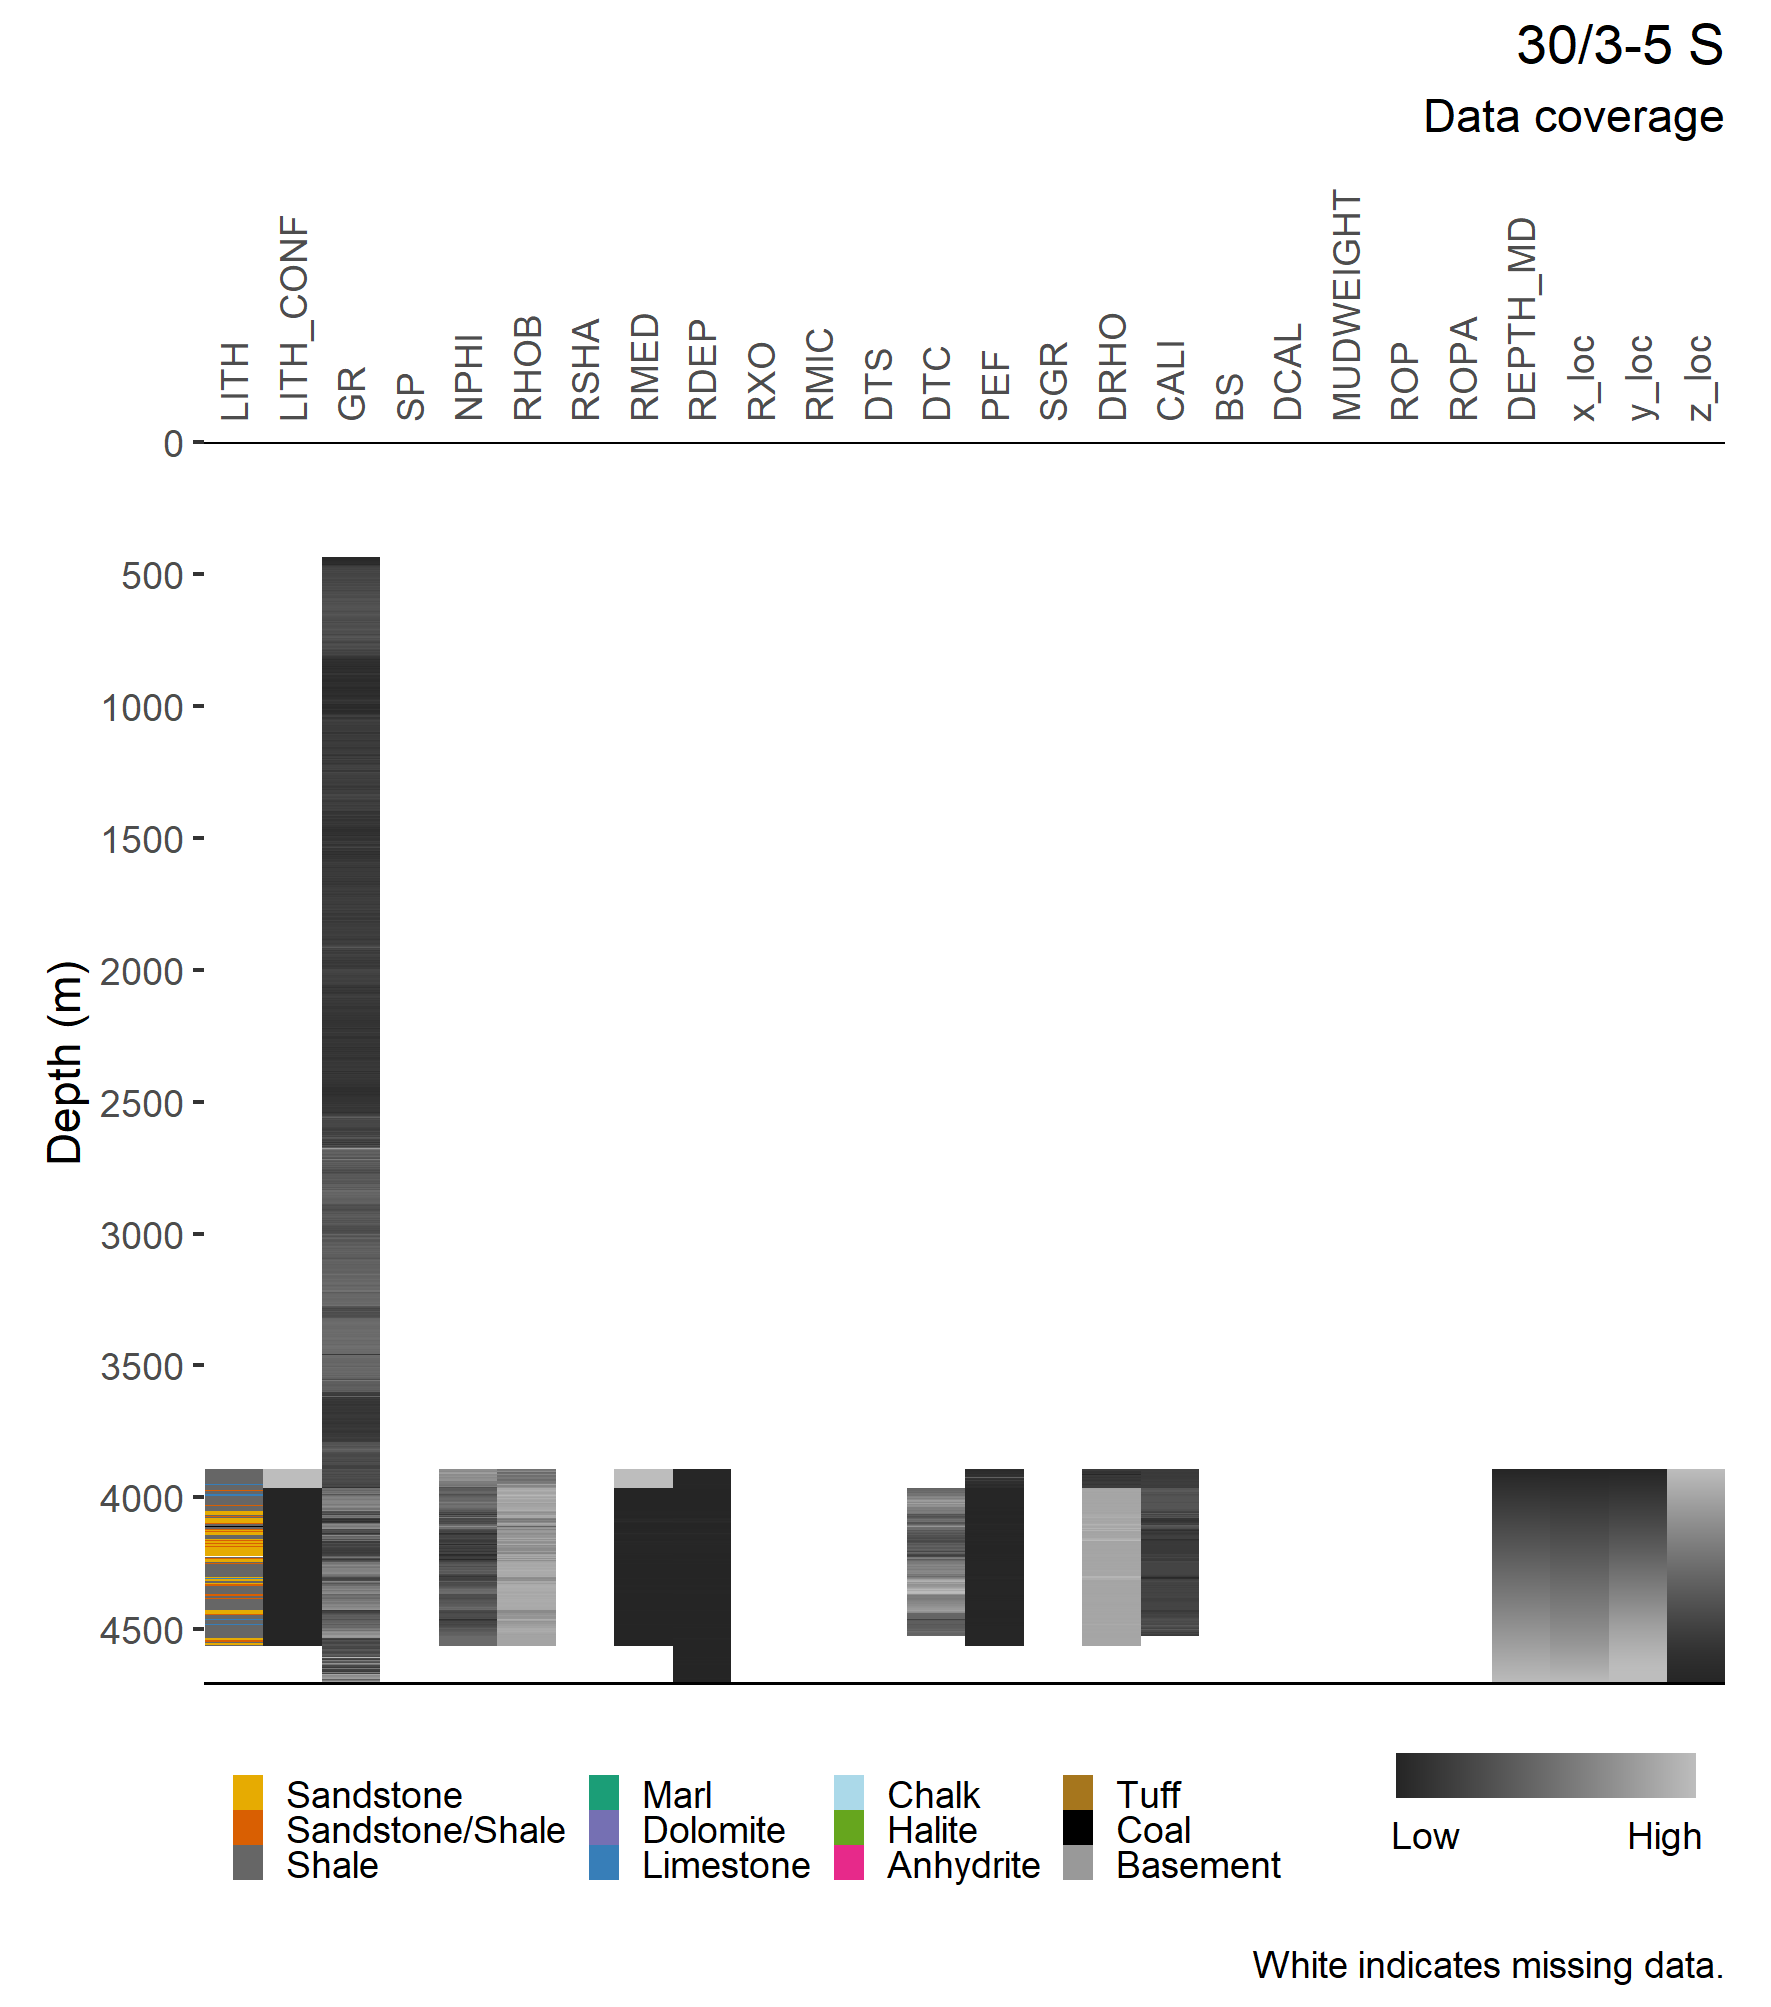 30/3-5 S
Data coverage
LITH
LITH_CONF
GR
SP
NPHI
RHOB
RSHA
RMED
RDEP
RXO
RMIC
DTS
DTC
PEF
SGR
DRHO
CALI
BS
DCAL
MUDWEIGHT
ROP
ROPA
DEPTH_MD
x_loc
y_loc
z_loc
0
500
1000
1500
2000
2500
3000
3500
4000
4500
Depth (m)
Sandstone
Sandstone/Shale
Shale
Marl
Dolomite
Limestone
Chalk
Halite
Anhydrite
Tuff
Coal
Basement
Low High
White indicates missing data.